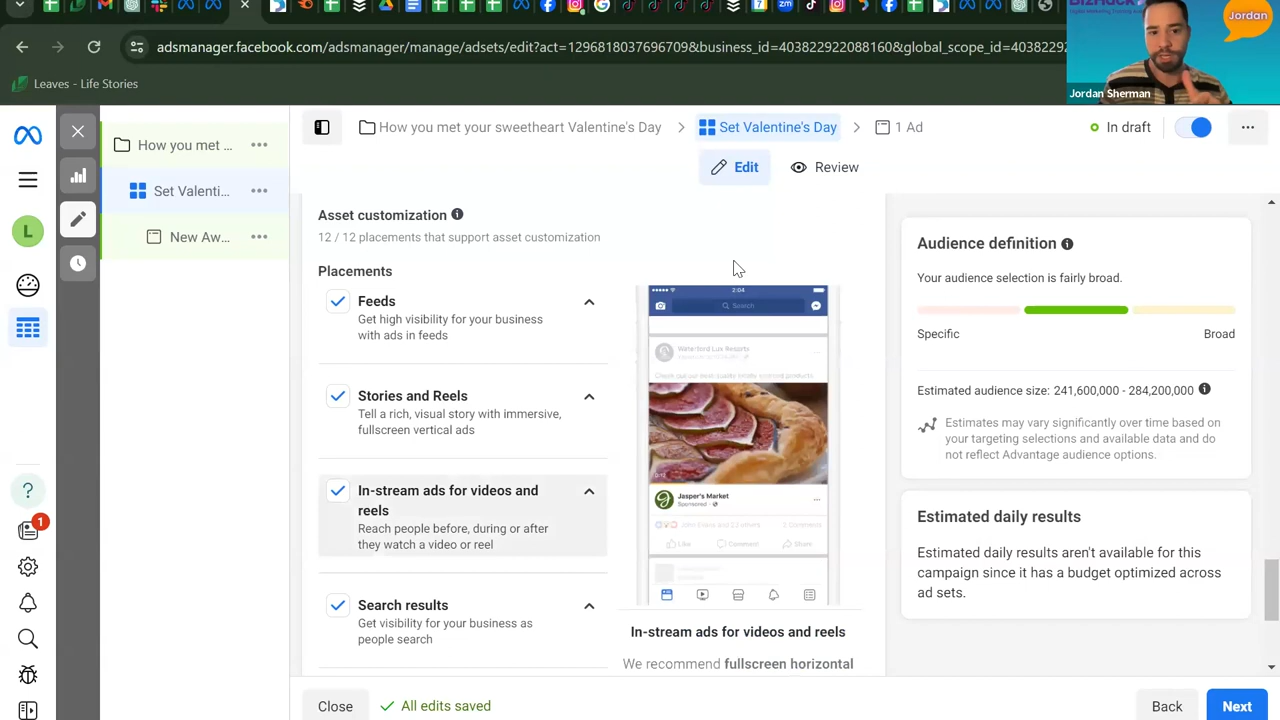 BizHack
Jordan
adsmanager.facebook.com/adsmanager/manage/adsets/edit?act=1296818037696709&business_id=403822922088160&global_scope_id=40382292
Leaves - Life Stories
Jordan Sherman
How you met your sweetheart Valentine's Day
Set Valentine's Day
1 Ad
In draft
Edit
Review
How you met ...
Set Valenti...
New Aw...
L
?
1
Asset customization
12 / 12 placements that support asset customization
Placements
Feeds
Get high visibility for your business
with ads in feeds
Stories and Reels
Tell a rich, visual story with immersive,
fullscreen vertical ads
In-stream ads for videos and
reels
Reach people before, during or after
they watch a video or reel
Search results
Get visibility for your business as
people search
2:04
Search
Jasper's Market
Sponsored
Like
Comment
Share
In-stream ads for videos and reels
We recommend fullscreen horizontal
Audience definition
Your audience selection is fairly broad.
Specific
Broad
Estimated audience size: 241,600,000 - 284,200,000
Estimates may vary significantly over time based on
your targeting selections and available data and do
not reflect Advantage audience options.
Estimated daily results
Estimated daily results aren't available for this
campaign since it has a budget optimized across
ad sets.
Close
All edits saved
Back
Next